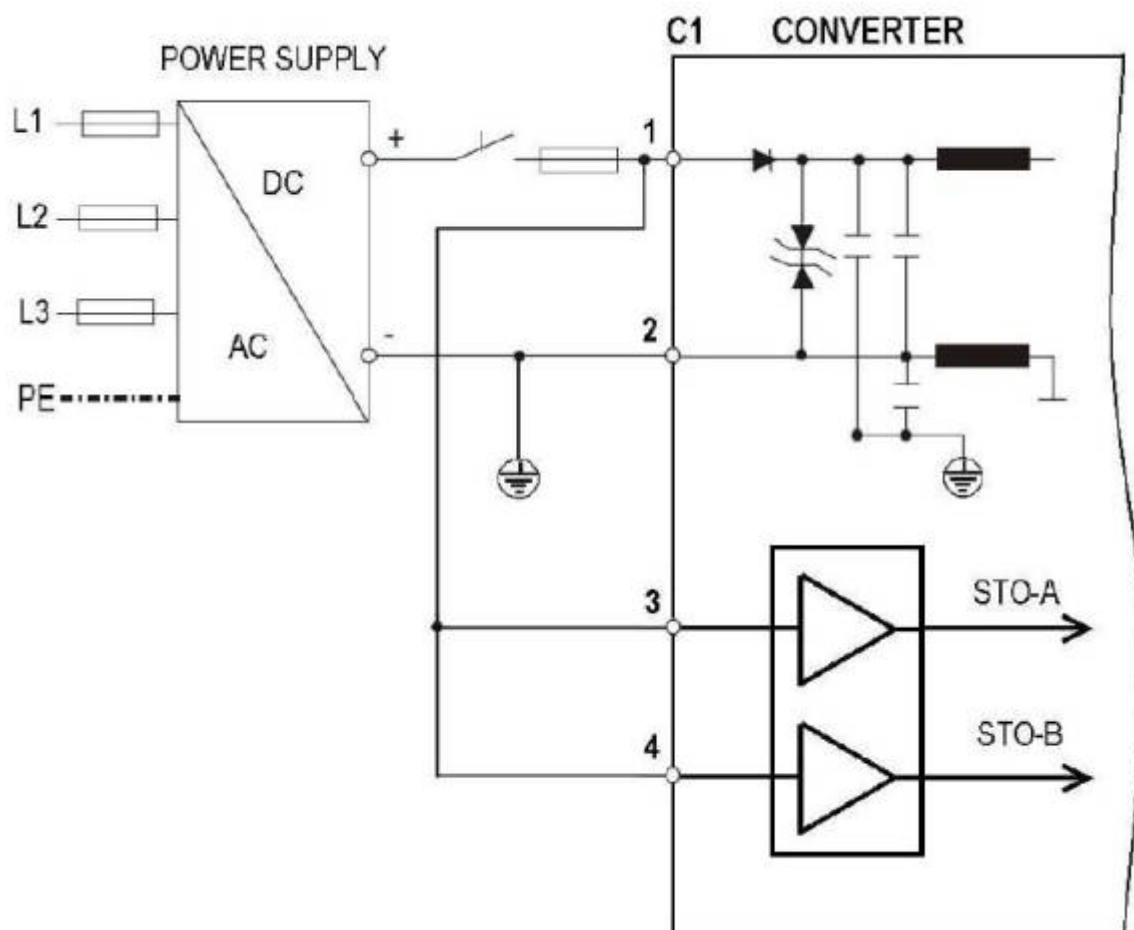 C1 CONVERTER
POWER SUPPLY
L1
+
1
DC
L2
L3
AC
-
2
PE
3
STO-A
4
STO-B